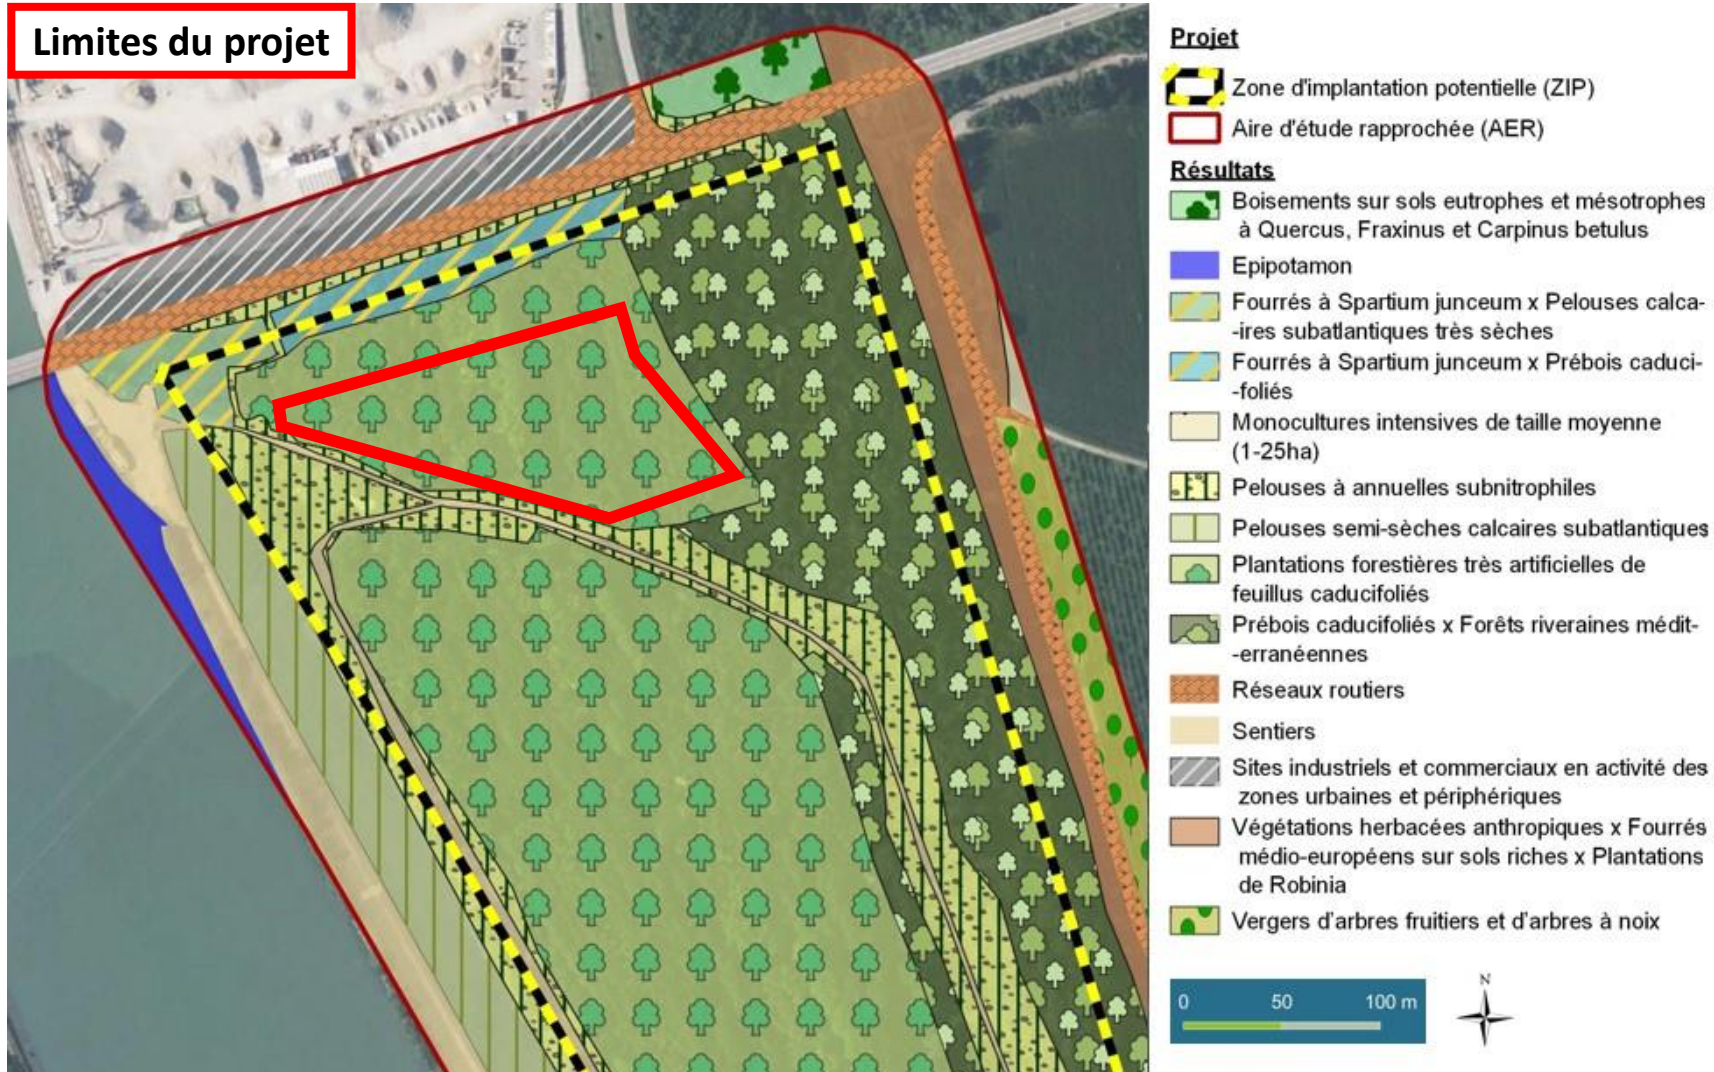 Limites du projet
Projet
Zone d'implantation potentielle (ZIP)
Aire d'étude rapprochée (AER)
Résultats
Boisements sur sols eutrophes et mésotrophes
à Quercus, Fraxinus et Carpinus betulus
Epipotamon
Fourrés à Spartium junceum x Pelouses calca-
-ires subatlantiques très sèches
Fourrés à Spartium junceum x Prébois caduci-
-foliés
Monocultures intensives de taille moyenne
(1-25ha)
Pelouses à annuelles subnitrophiles
Pelouses semi-sèches calcaires subatlantiques
Plantations forestières très artificielles de
feuillus caducifoliés
Prébois caducifoliés x Forêts riveraines médit-
-erranéennes
Réseaux routiers
Sentiers
Sites industriels et commerciaux en activité des
zones urbaines et périphériques
Végétations herbacées anthropiques x Fourrés
médio-européens sur sols riches x Plantations
de Robinia
Vergers d'arbres fruitiers et d'arbres à noix
0 50 100 m
N